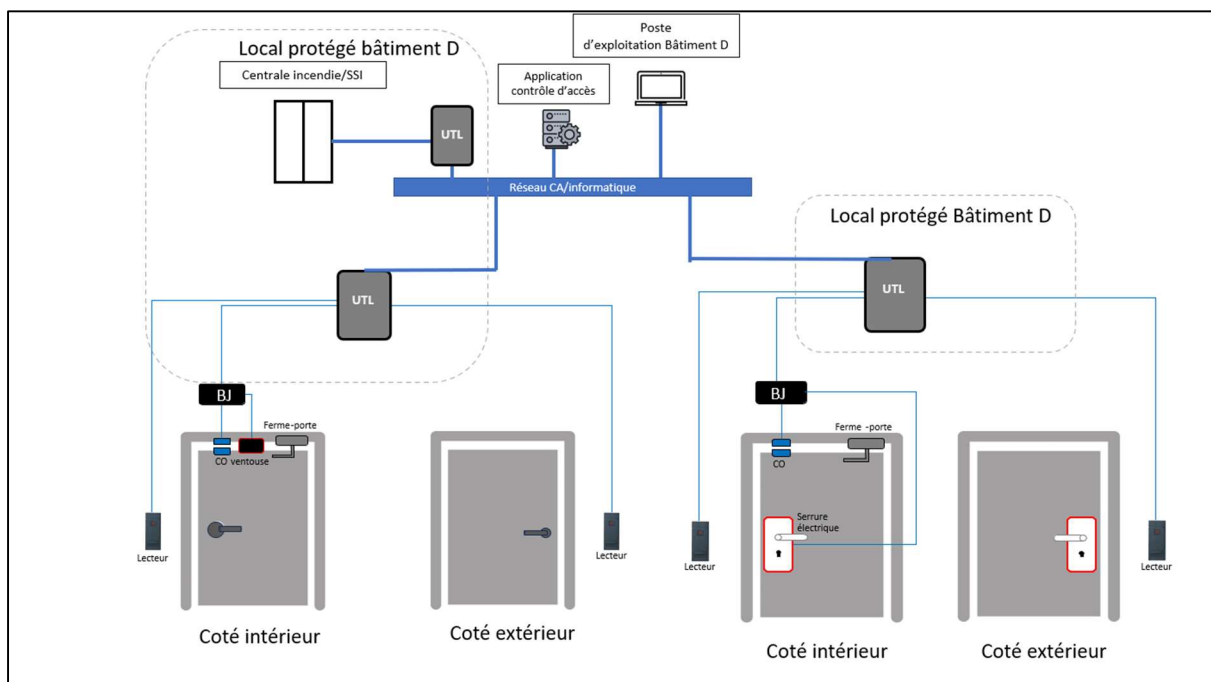 Local protégé bâtiment D
Centrale incendie/SSI
UTL
Application
contrôle d'accès
Poste
d'exploitation Bâtiment D
Réseau CA/informatique
Local protégé Bâtiment D
UTL
UTL
BJ
Ferme-porte
CO ventouse
Lecteur
Lecteur
Coté intérieur
Coté extérieur
BJ
Ferme -porte
CO
Serrure
électrique
Lecteur
Lecteur
Coté intérieur
Coté extérieur